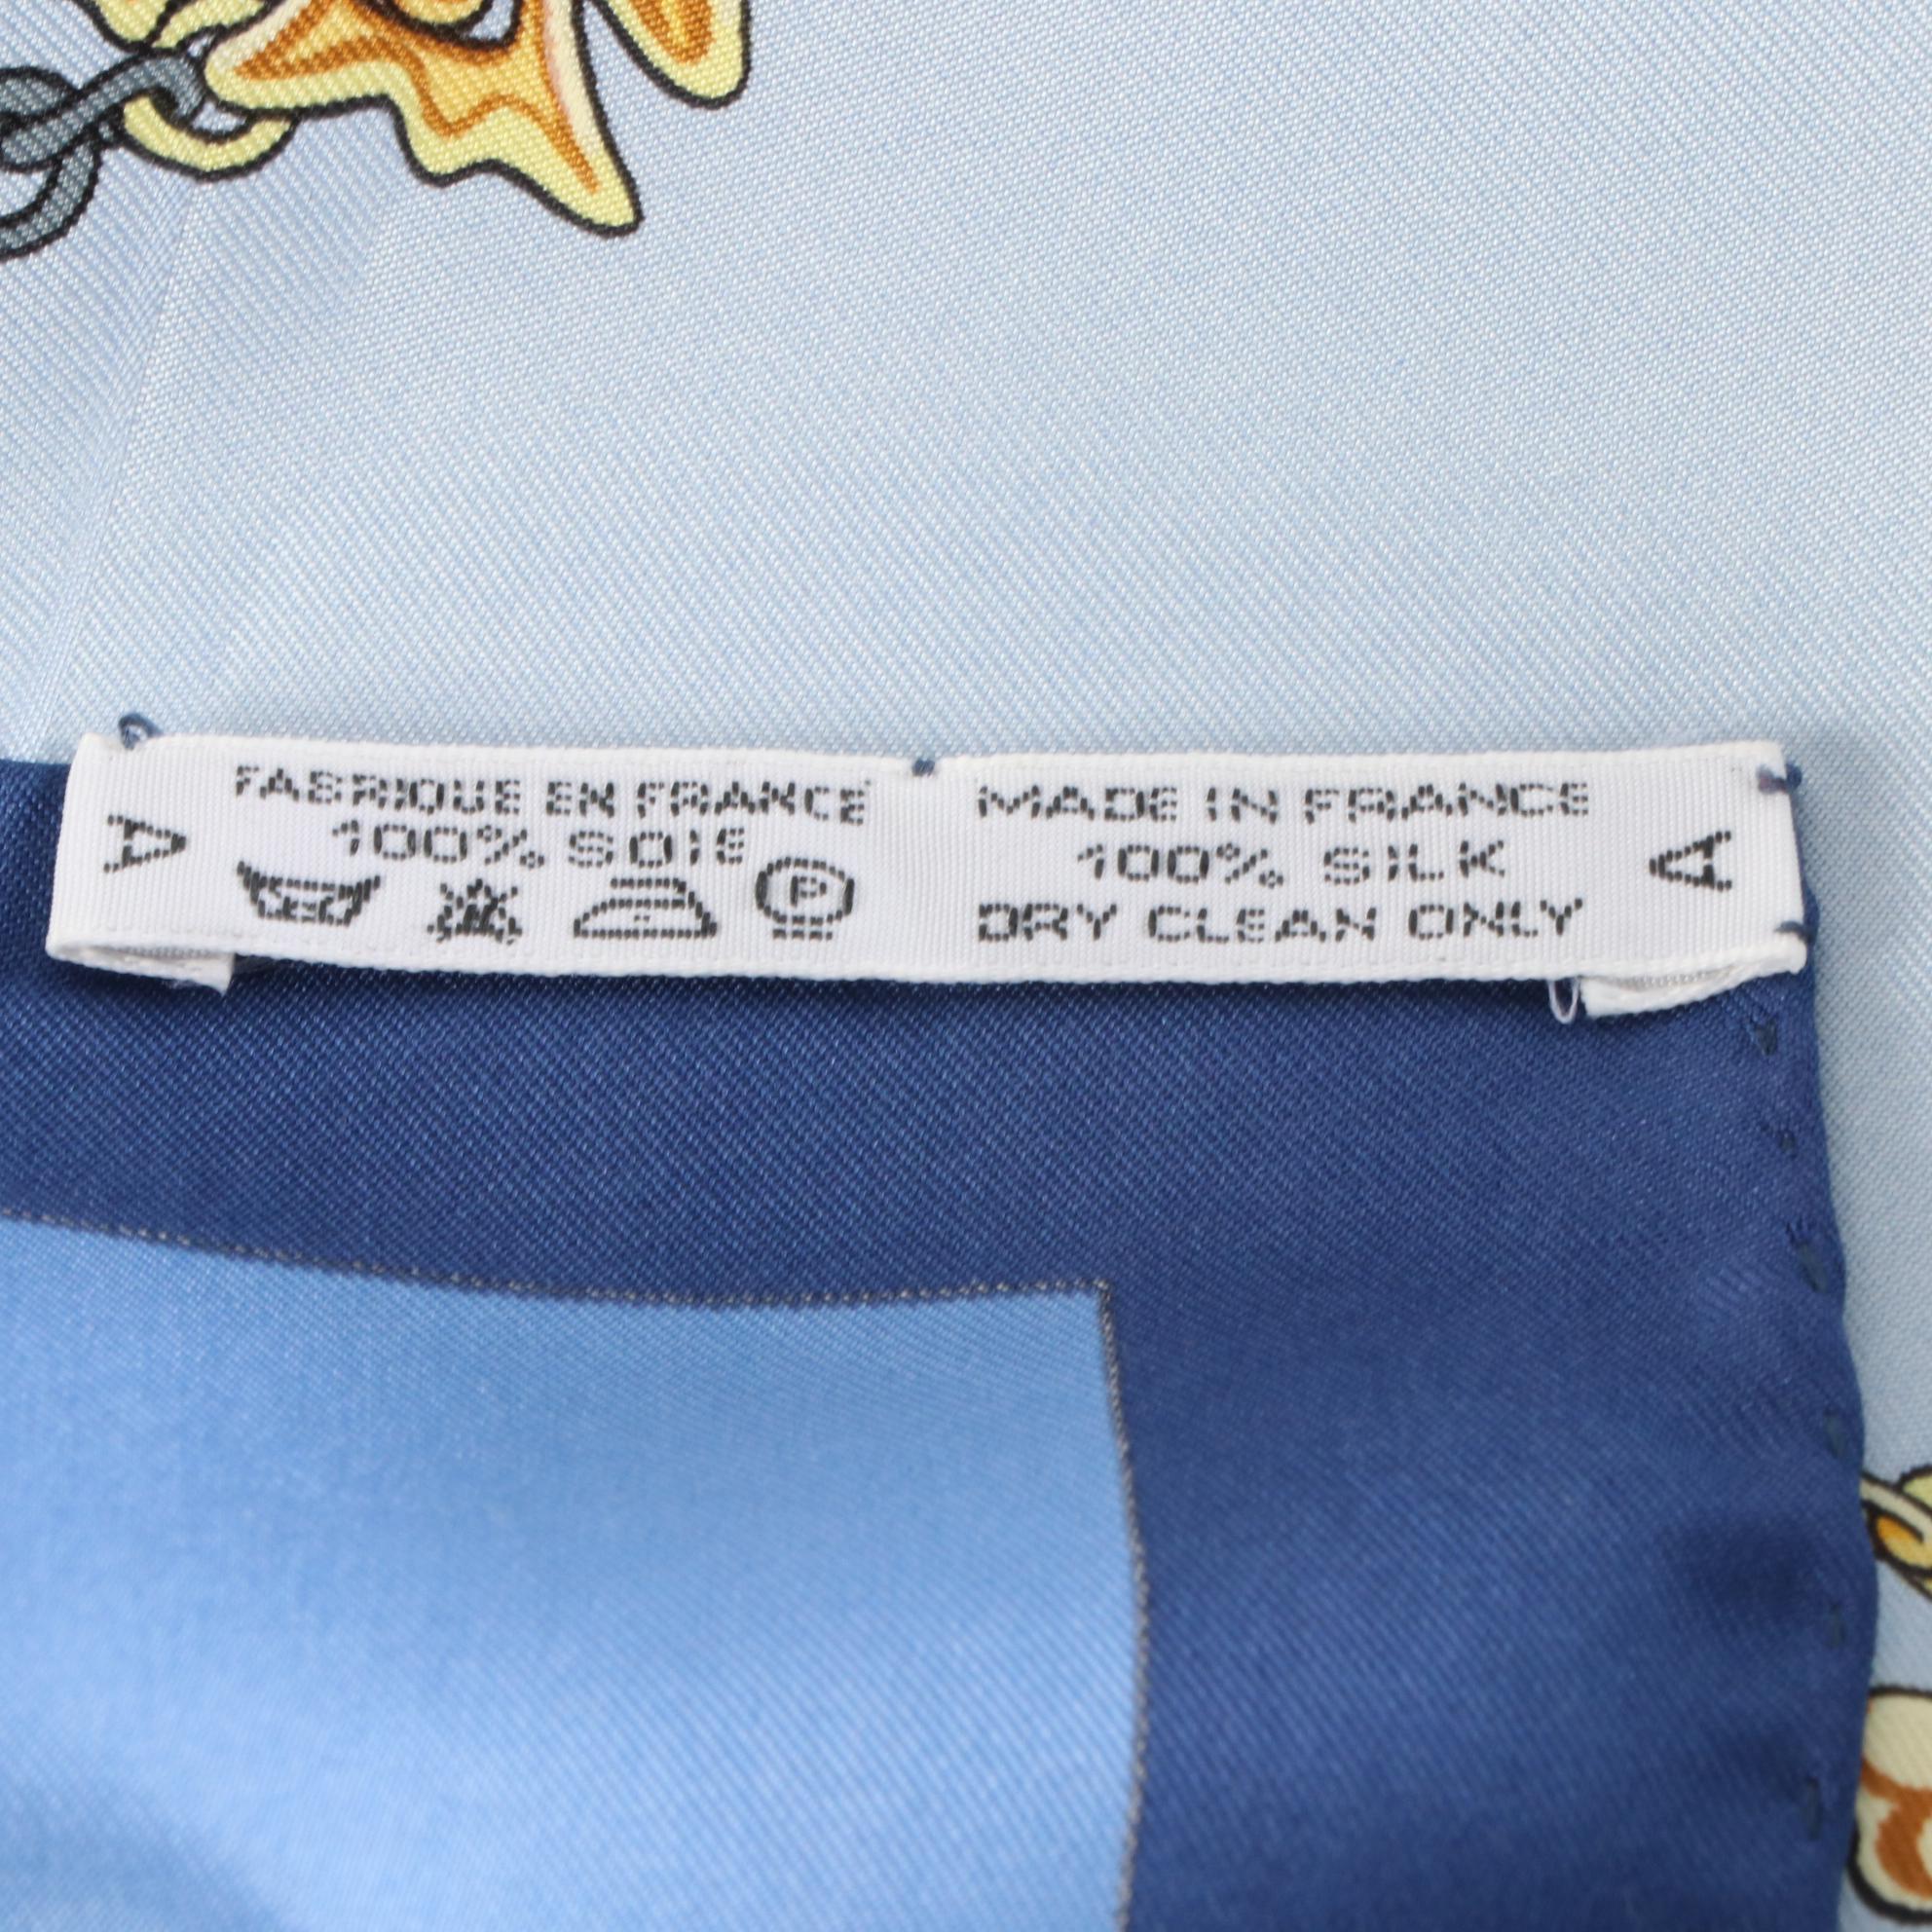 A
FABRIQUE EN FRANCE
100% SOIE
P
MADE IN FRANCE
100% SILK
DRY CLEAN ONLY
A